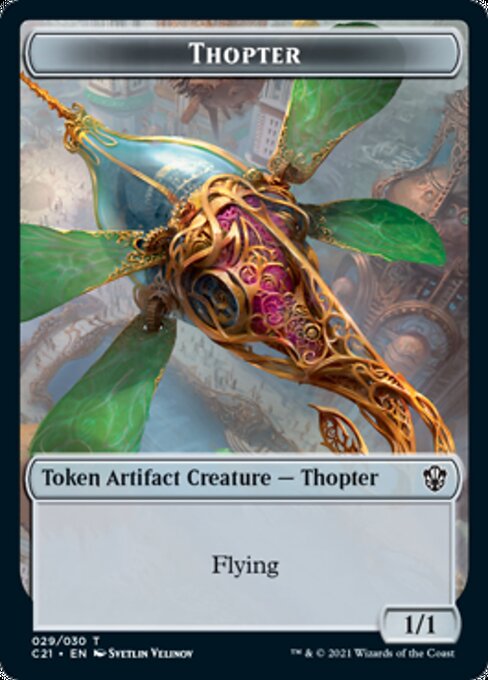 Thopter
Token Artifact Creature — Thopter
Flying
1/1
029/030 T
C21 • EN Svetlin Velinov
™ & © 2021 Wizards of the Coast